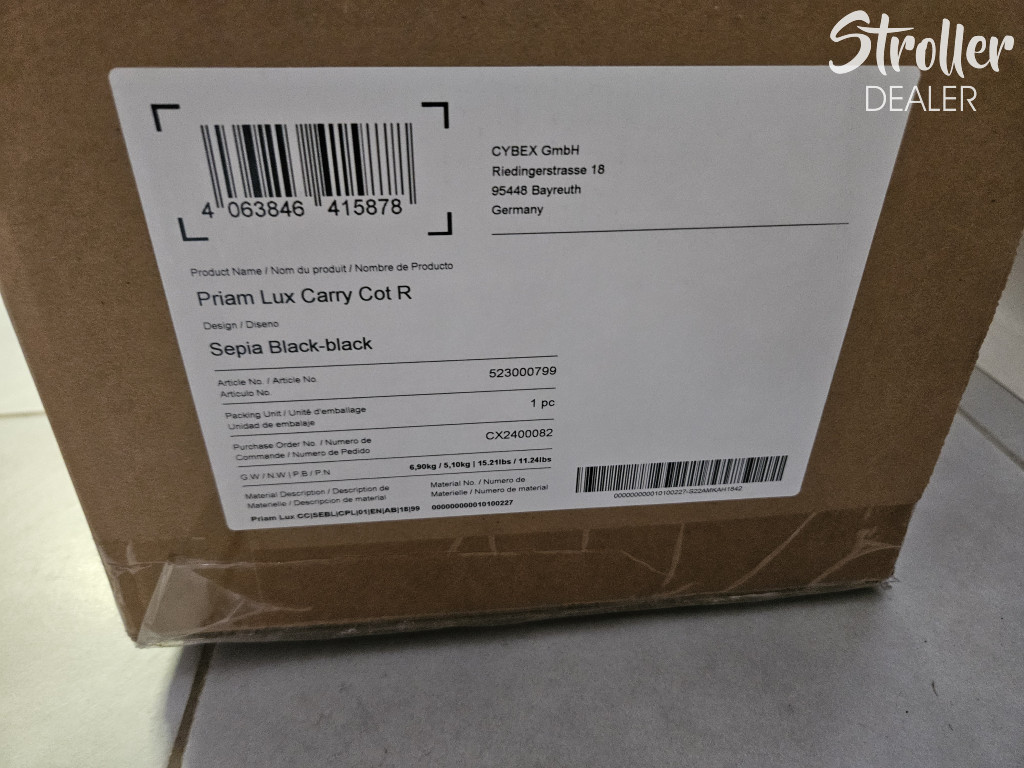 Stroller
DEALER
4 063846 415878
CYBEX GmbH
Riedingerstrasse 18
95448 Bayreuth
Germany
Product Name / Nom du produit / Nombre de Producto
Priam Lux Carry Cot R
Design / Diseno
Sepia Black-black
Article No. / Article No.
Artículo No.
523000799
Packing Unit / Unité d'emballage
Unidad de embalaje
1 pc
Purchase Order No. / Numero de
Commande / Numero de Pedido
CX2400082
G.W / N.W | P.B / P.N
6,90kg / 5,10kg | 15.21lbs / 11.24lbs
Material Description / Description de
Materielle / Descripcion de material
Priam Lux CC|SEBL|CPL|01|EN|AB|18|99
Material No. / Numero de
Materielle / Numero de material
000000000010100227
000000000010100227-S22AMKAH1842